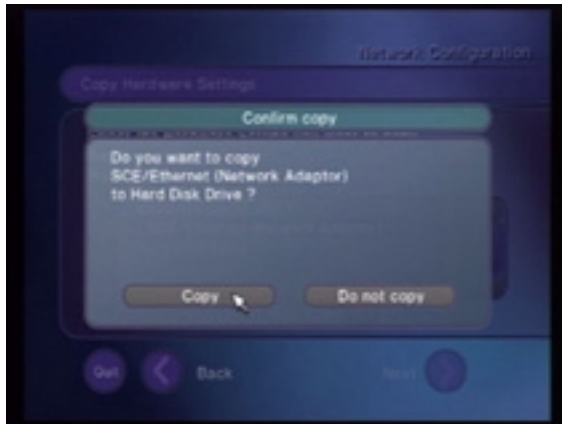 Network Configuration
Copy Hardware Settings
Confirm copy
Do you want to copy
SCE/Ethernet (Network Adaptor)
to Hard Disk Drive ?
Copy
Do not copy
Quit
Back
Next